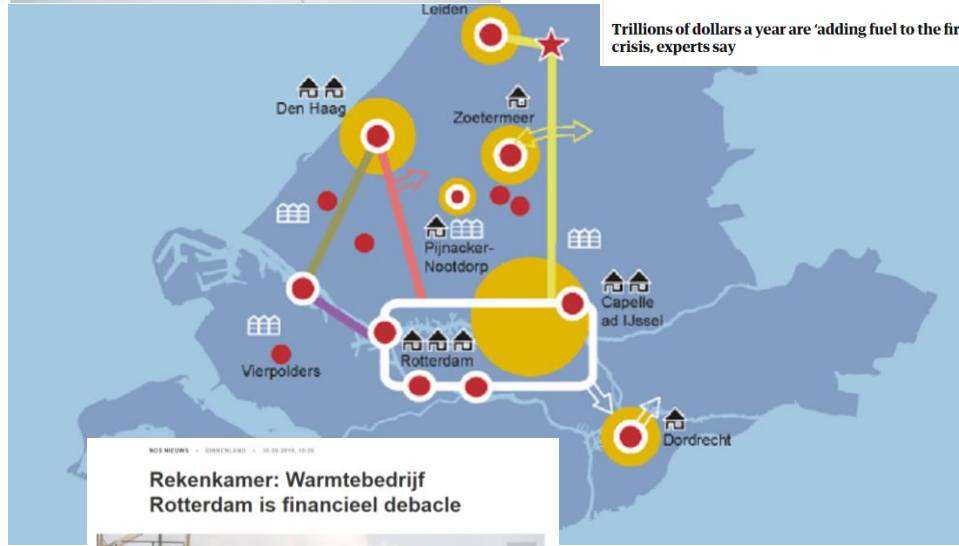 Leiden
Trillions of dollars a year are ‘adding fuel to the fir
crisis, experts say
Den Haag
Zoetermeer
Pijnacker-
Nootdorp
Capelle
ad IJssel
Rotterdam
Vierpolders
Dordrecht
NOS NIEUWS • BINNENLAND •
Rekenkamer: Warmtebedrijf
Rotterdam is financieel debacle